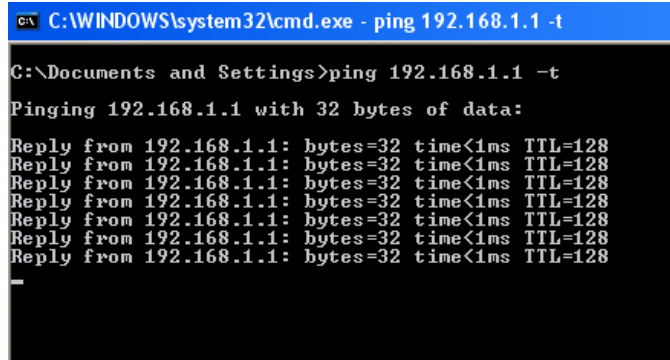 C:\WINDOWS\system32\cmd.exe - ping 192.168.1.1 -t
C:\Documents and Settings>ping 192.168.1.1 -t
Pinging 192.168.1.1 with 32 bytes of data:
Reply from 192.168.1.1: bytes=32 time<1ms TTL=128
Reply from 192.168.1.1: bytes=32 time<1ms TTL=128
Reply from 192.168.1.1: bytes=32 time<1ms TTL=128
Reply from 192.168.1.1: bytes=32 time<1ms TTL=128
Reply from 192.168.1.1: bytes=32 time<1ms TTL=128
Reply from 192.168.1.1: bytes=32 time<1ms TTL=128
Reply from 192.168.1.1: bytes=32 time<1ms TTL=128